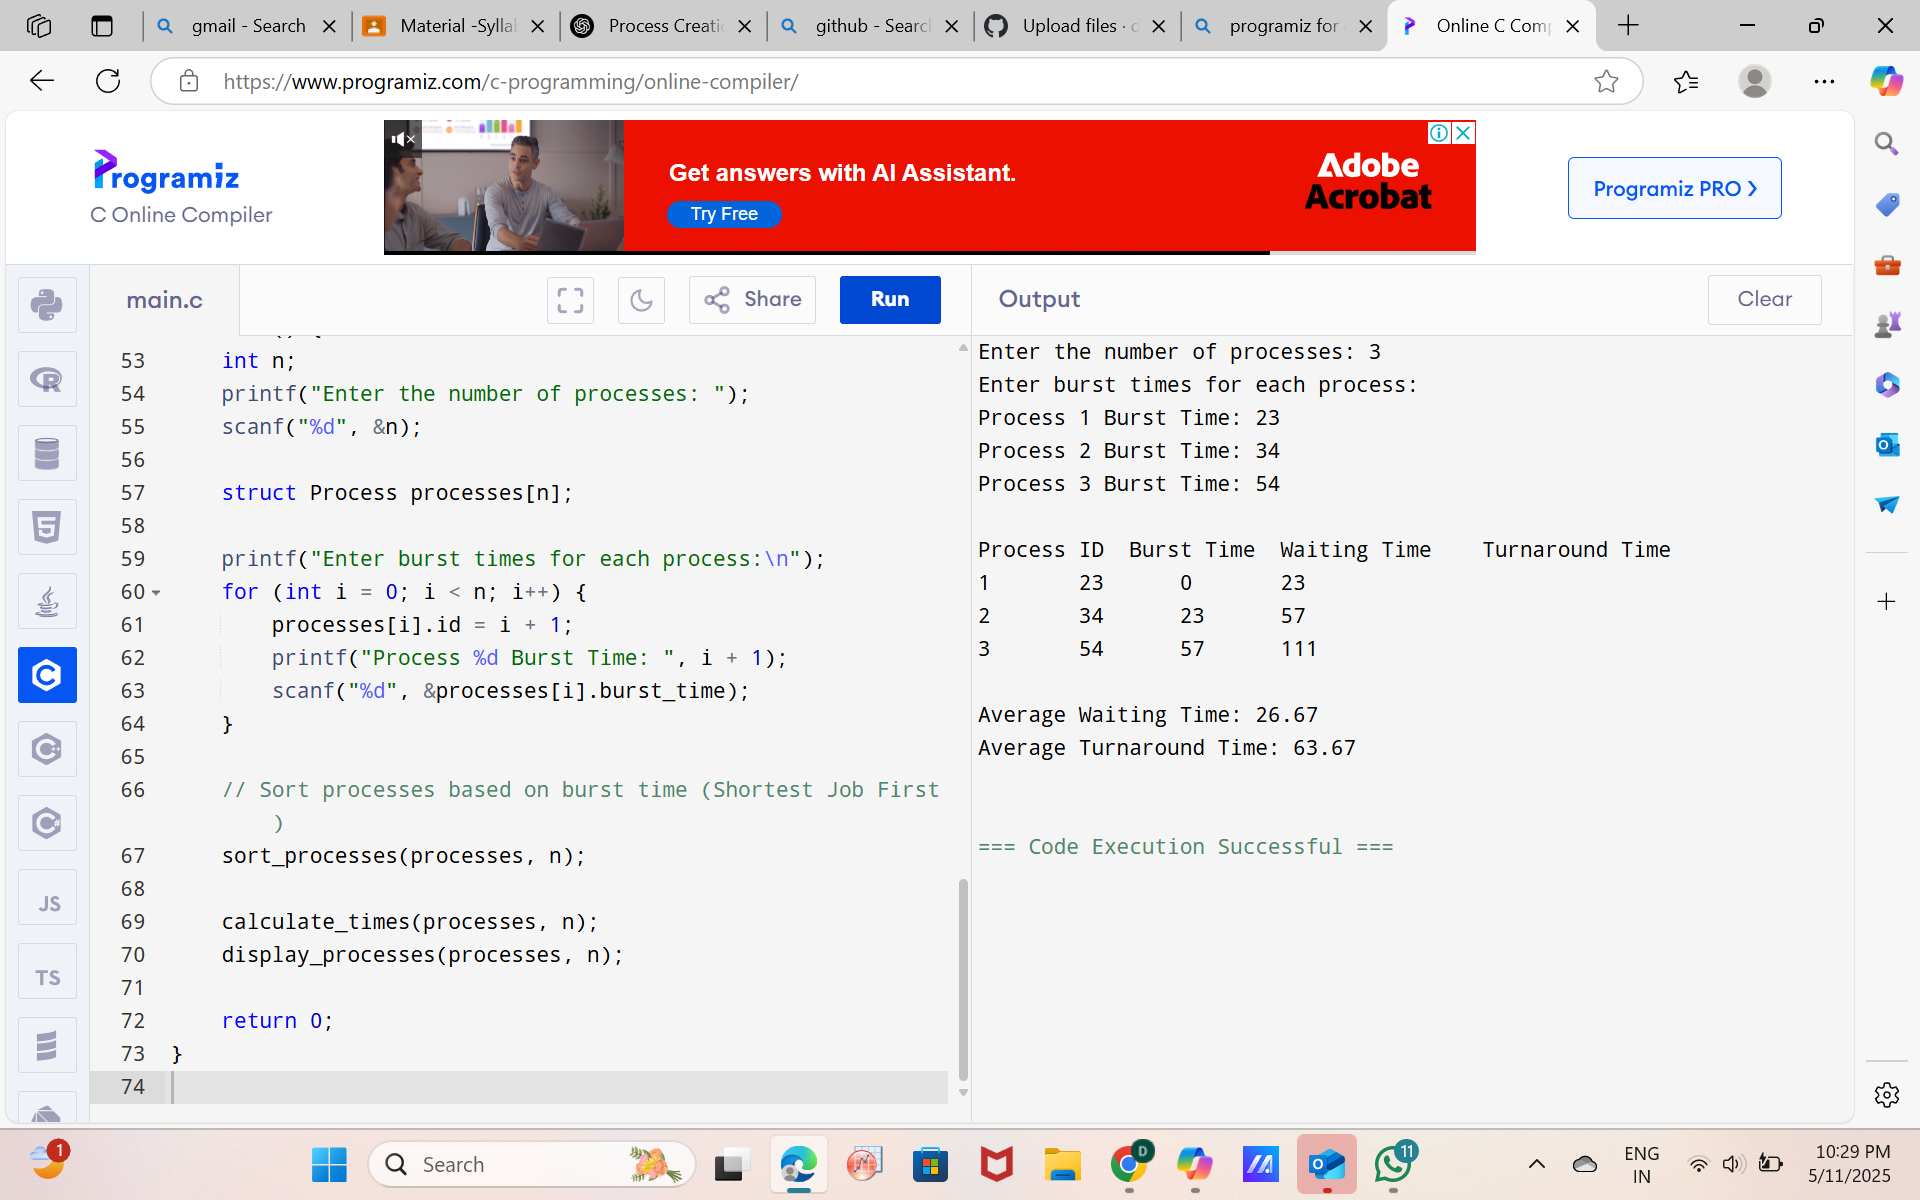 gmail - Search
Material -Sylla
Process Creati
github - Searc
Upload files · d
programiz for
Online C Comp
https://www.programiz.com/c-programming/online-compiler/
Programiz
C Online Compiler
Get answers with AI Assistant.
Try Free
Adobe
Acrobat
Programiz PRO
main.c
Share
Run
Output
Clear
53 int n;
54 printf("Enter the number of processes: ");
55 scanf("%d", &n);
56
57 struct Process processes[n];
58
59 printf("Enter burst times for each process:\n");
60 for (int i = 0; i < n; i++) {
61 processes[i].id = i + 1;
62 printf("Process %d Burst Time: ", i + 1);
63 scanf("%d", &processes[i].burst_time);
64 }
65
66 // Sort processes based on burst time (Shortest Job First
)
67 sort_processes(processes, n);
68
69 calculate_times(processes, n);
70 display_processes(processes, n);
71
72 return 0;
73 }
74
Enter the number of processes: 3
Enter burst times for each process:
Process 1 Burst Time: 23
Process 2 Burst Time: 34
Process 3 Burst Time: 54
Process ID Burst Time Waiting Time Turnaround Time
1 23 0 23
2 34 23 57
3 54 57 111
Average Waiting Time: 26.67
Average Turnaround Time: 63.67
=== Code Execution Successful ===
JS
TS
1
Search
D
11
ENG
IN
10:29 PM
5/11/2025